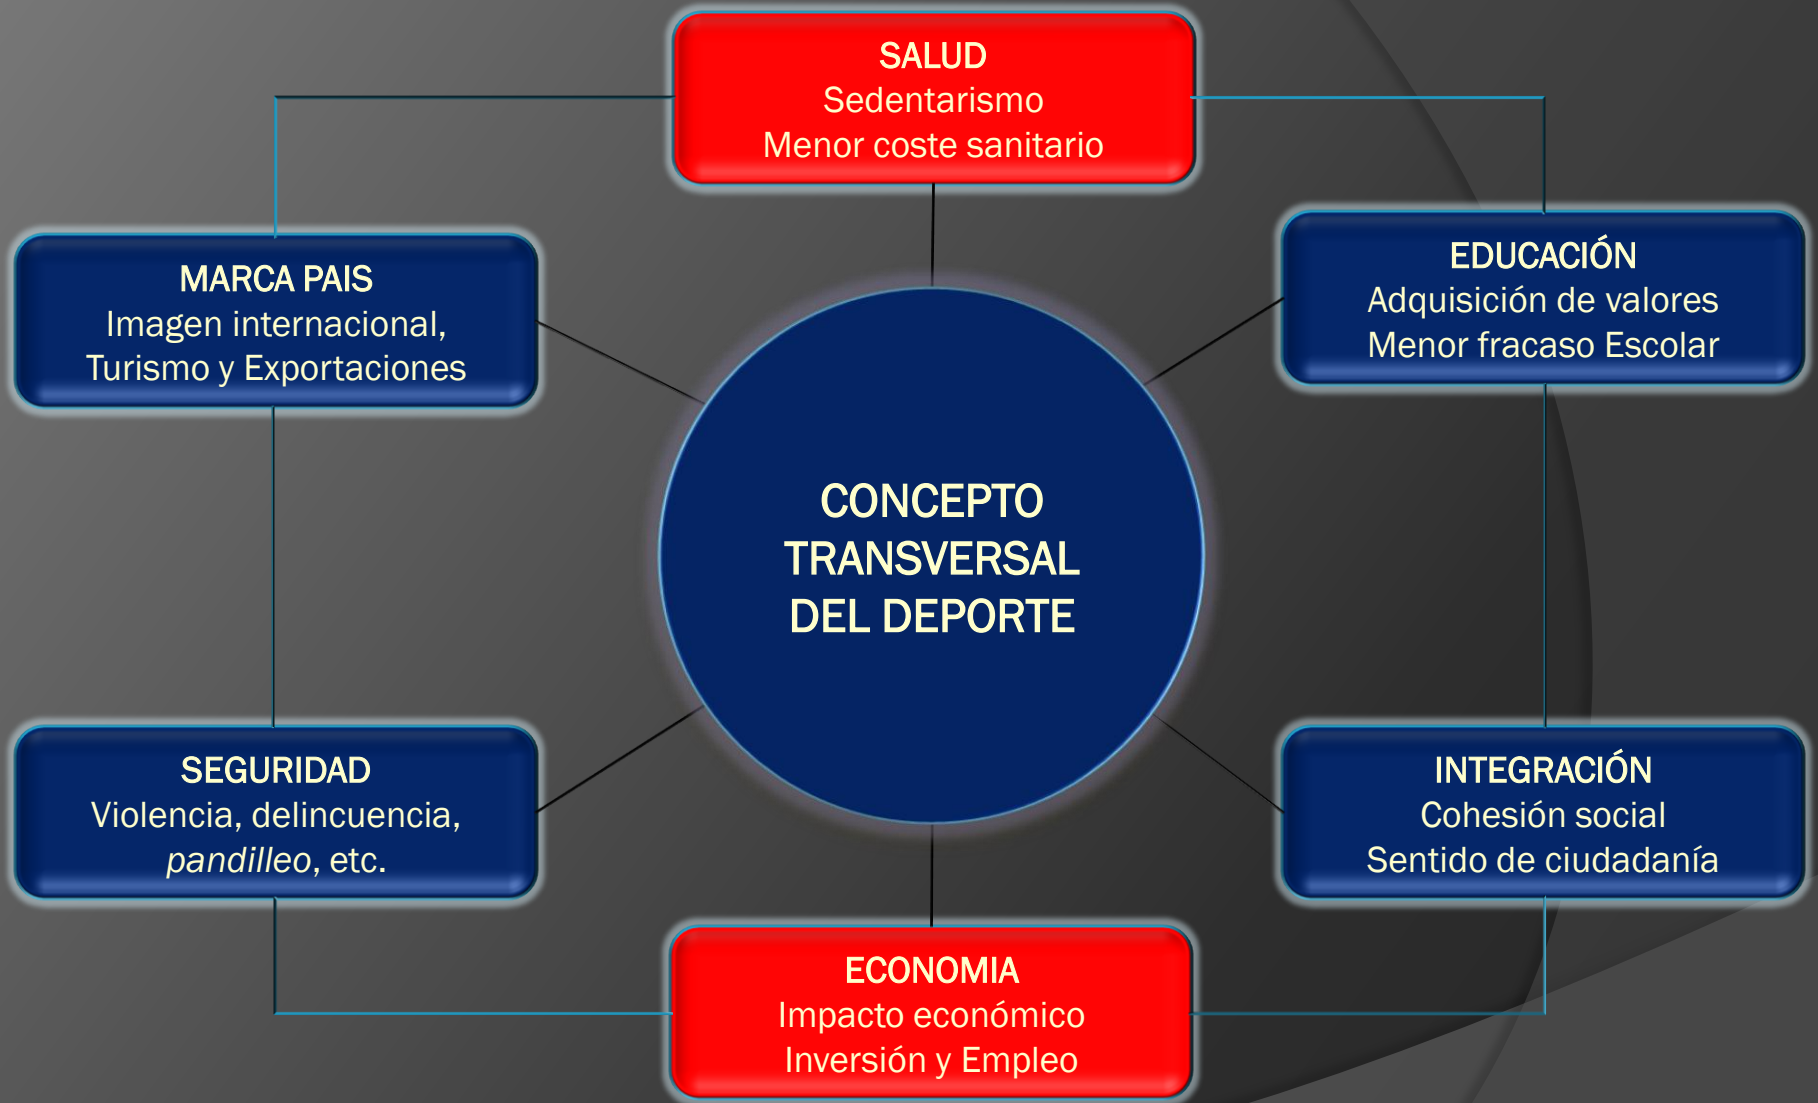 SALUD
Sedentarismo
Menor coste sanitario
MARCA PAIS
Imagen internacional,
Turismo y Exportaciones
EDUCACIÓN
Adquisición de valores
Menor fracaso Escolar
CONCEPTO
TRANSVERSAL
DEL DEPORTE
SEGURIDAD
Violencia, delincuencia,
pandilleo, etc.
INTEGRACIÓN
Cohesión social
Sentido de ciudadanía
ECONOMIA
Impacto económico
Inversión y Empleo